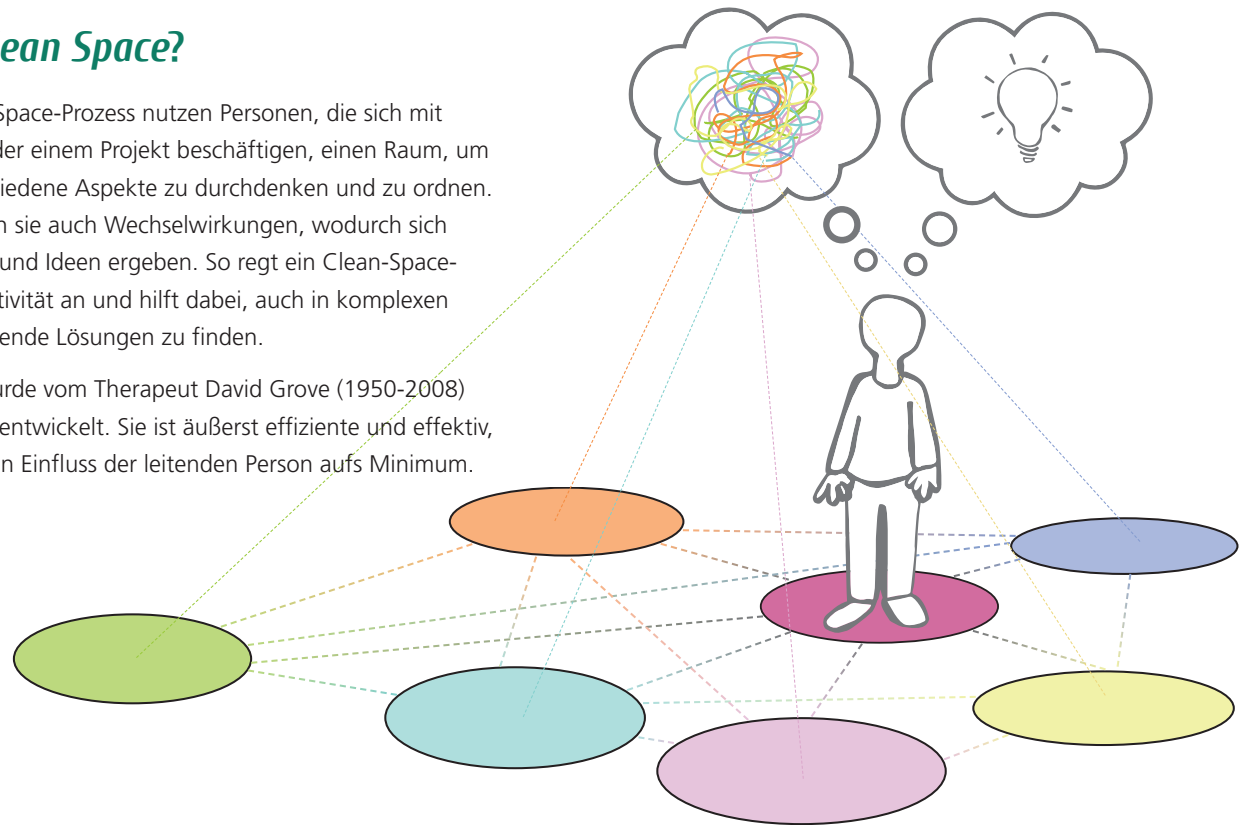 ean Space?
Space-Prozess nutzen Personen, die sich mit
der einem Projekt beschäftigen, einen Raum, um
iedene Aspekte zu durchdenken und zu ordnen.
n sie auch Wechselwirkungen, wodurch sich
und Ideen ergeben. So regt ein Clean-Space-
tivität an und hilft dabei, auch in komplexen
ende Lösungen zu finden.
urde vom Therapeut David Grove (1950-2008)
entwickelt. Sie ist äußerst effiziente und effektiv,
n Einfluss der leitenden Person aufs Minimum.